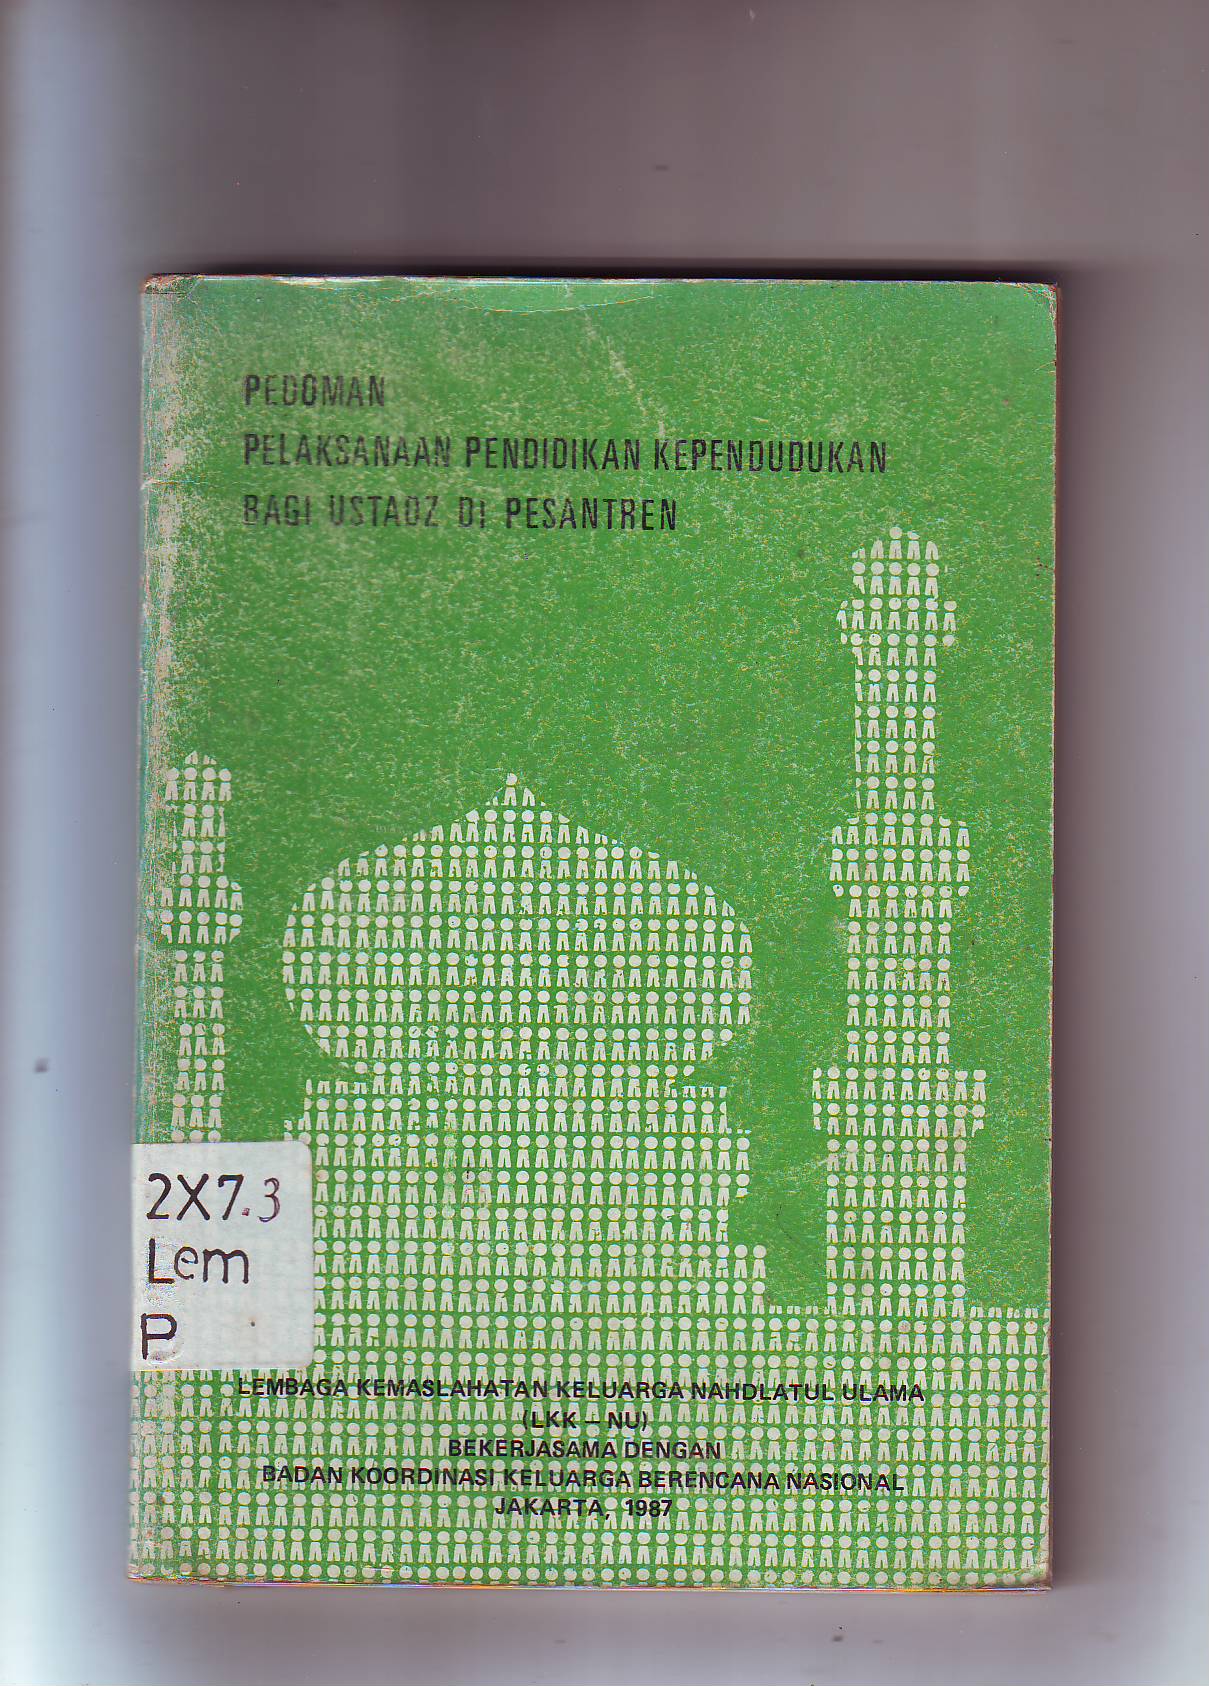 PEDOMAN
PELAKSANAAN PENDIDIKAN KEPENDUDUKAN
BAGI USTADZ DI PESANTREN
2X7.3
Lem
P
LEMBAGA KEMASLAHATAN KELUARGA NAHDLATUL ULAMA
(LKK – NU)
BEKERJASAMA DENGAN
BADAN KOORDINASI KELUARGA BERENCANA NASIONAL
JAKARTA, 1987